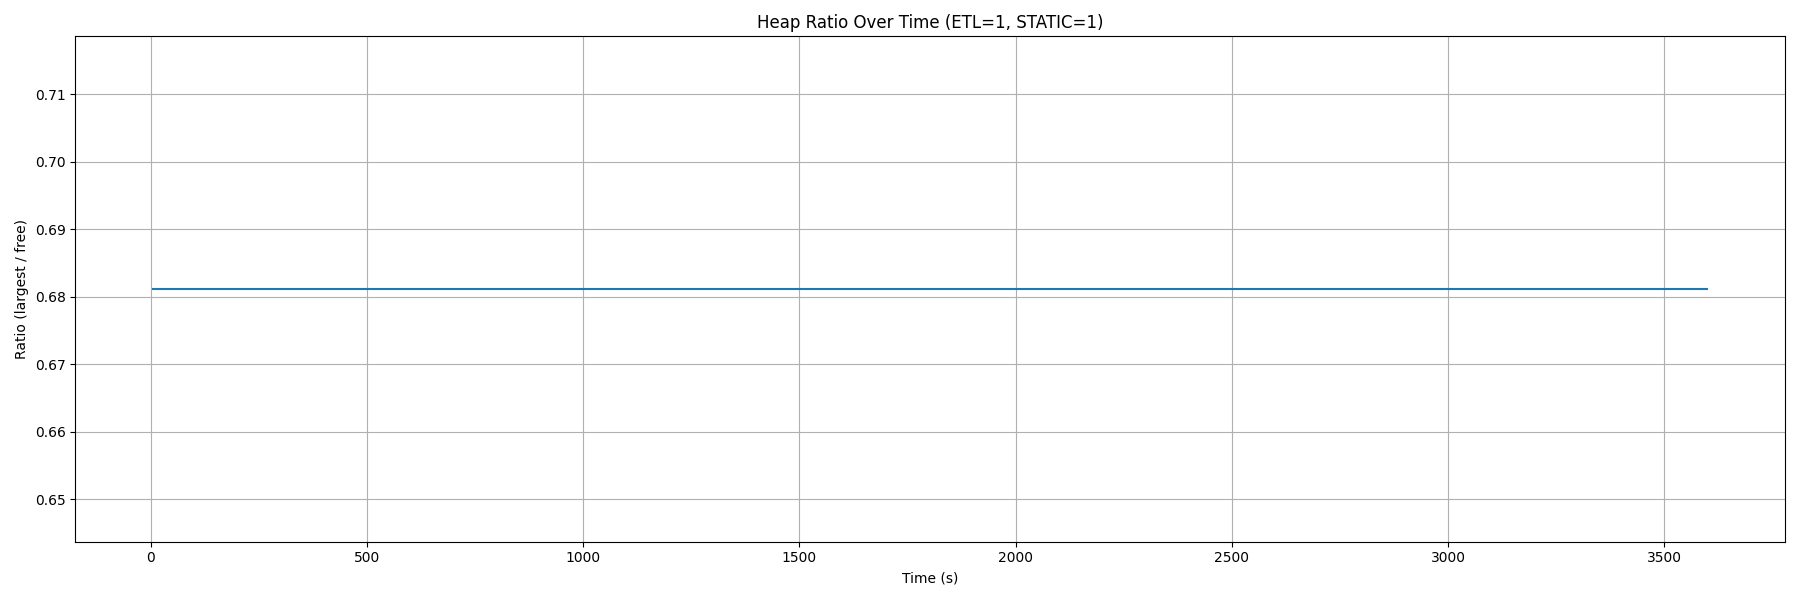 Heap Ratio Over Time (ETL=1, STATIC=1)
Ratio (largest / free)
0.71
0.70
0.69
0.68
0.67
0.66
0.65
0 500 1000 1500 2000 2500 3000 3500
Time (s)